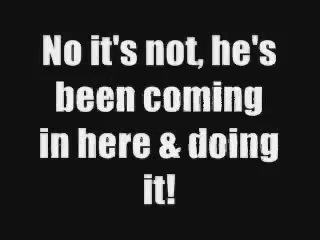 No it's not, he's
been coming
in here & doing
it!